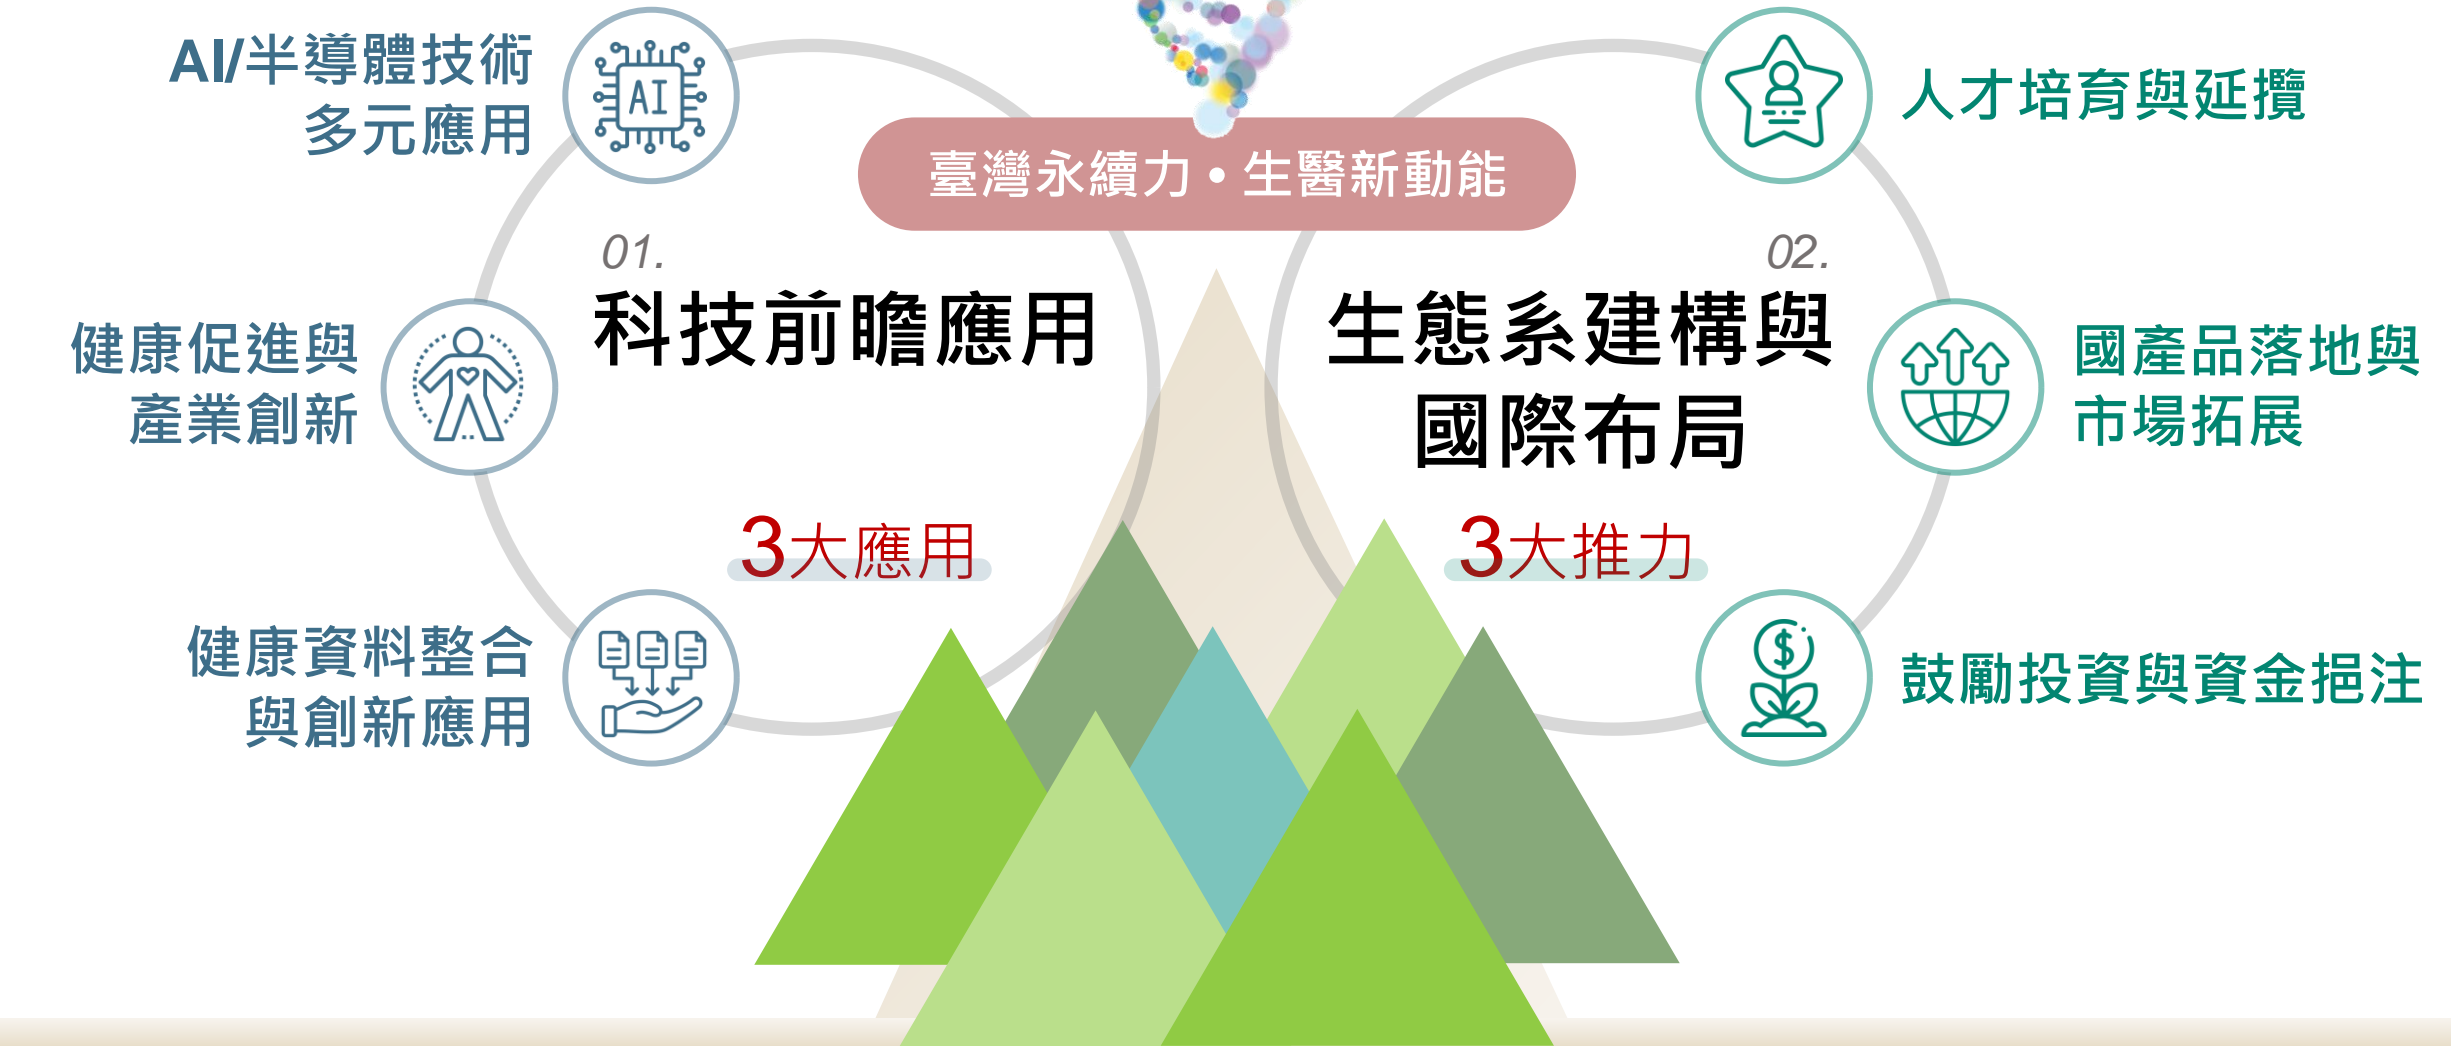 臺灣永續力•生醫新動能
01.
科技前瞻應用
3大應用
AI/半導體技術
多元應用
AI
健康促進與
產業創新
健康資料整合
與創新應用
02.
生態系建構與
國際布局
3大推力
人才培育與延攬
國產品落地與
市場拓展
鼓勵投資與資金挹注
$